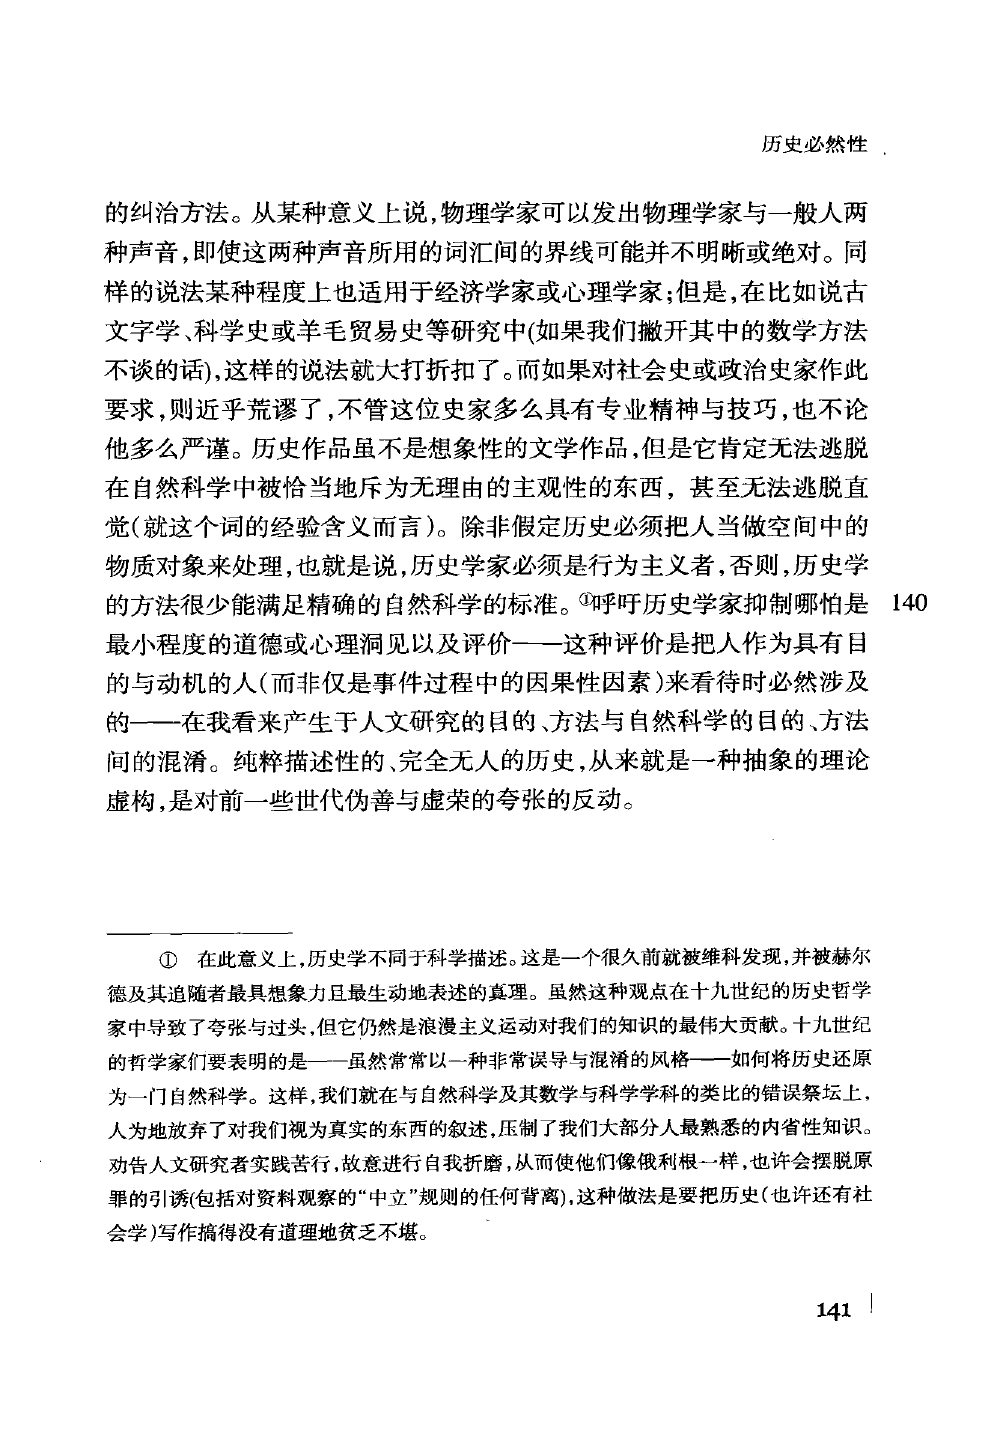 历史必然性
的纠治方法。从某种意义上说,物理学家可以发出物理学家与一般人两
种声音,即使这两种声音所用的词汇间的界线可能并不明晰或绝对。同
样的说法某种程度上也适用于经济学家或心理学家;但是,在比如说古
文字学、科学史或羊毛贸易史等研究中(如果我们撇开其中的数学方法
不谈的话),这样的说法就大打折扣了。而如果对社会史或政治史家作此
要求,则近乎荒谬了,不管这位史家多么具有专业精神与技巧,也不论
他多么严谨。历史作品虽不是想象性的文学作品,但是它肯定无法逃脱
在自然科学中被恰当地斥为无理由的主观性的东西,甚至无法逃脱直
觉(就这个词的经验含义而言)。除非假定历史必须把人当做空间中的
物质对象来处理,也就是说,历史学家必须是行为主义者,否则,历史学
的方法很少能满足精确的自然科学的标准。①呼吁历史学家抑制哪怕是 140
最小程度的道德或心理洞见以及评价——这种评价是把人作为具有目
的与动机的人(而非仅是事件过程中的因果性因素)来看待时必然涉及
的——在我看来产生于人文研究的目的、方法与自然科学的目的、方法
间的混淆。纯粹描述性的、完全无人的历史,从来就是一种抽象的理论
虚构,是对前一些世代伪善与虚荣的夸张的反动。
① 在此意义上,历史学不同于科学描述。这是一个很久前就被维科发现,并被赫尔
德及其追随者最具想象力且最生动地表述的真理。虽然这种观点在十九世纪的历史哲学
家中导致了夸张与过头,但它仍然是浪漫主义运动对我们的知识的最伟大贡献。十九世纪
的哲学家们要表明的是——虽然常常以一种非常误导与混淆的风格——如何将历史还原
为一门自然科学。这样,我们就在与自然科学及其数学与科学学科的类比的错误祭坛上,
人为地放弃了对我们视为真实的东西的叙述,压制了我们大部分人最熟悉的内省性知识。
劝告人文研究者实践苦行,故意进行自我折磨,从而使他们像俄利根一样,也许会摆脱原
罪的引诱(包括对资料观察的“中立”规则的任何背离),这种做法是要把历史(也许还有社
会学)写作搞得没有道理地贫乏不堪。
141